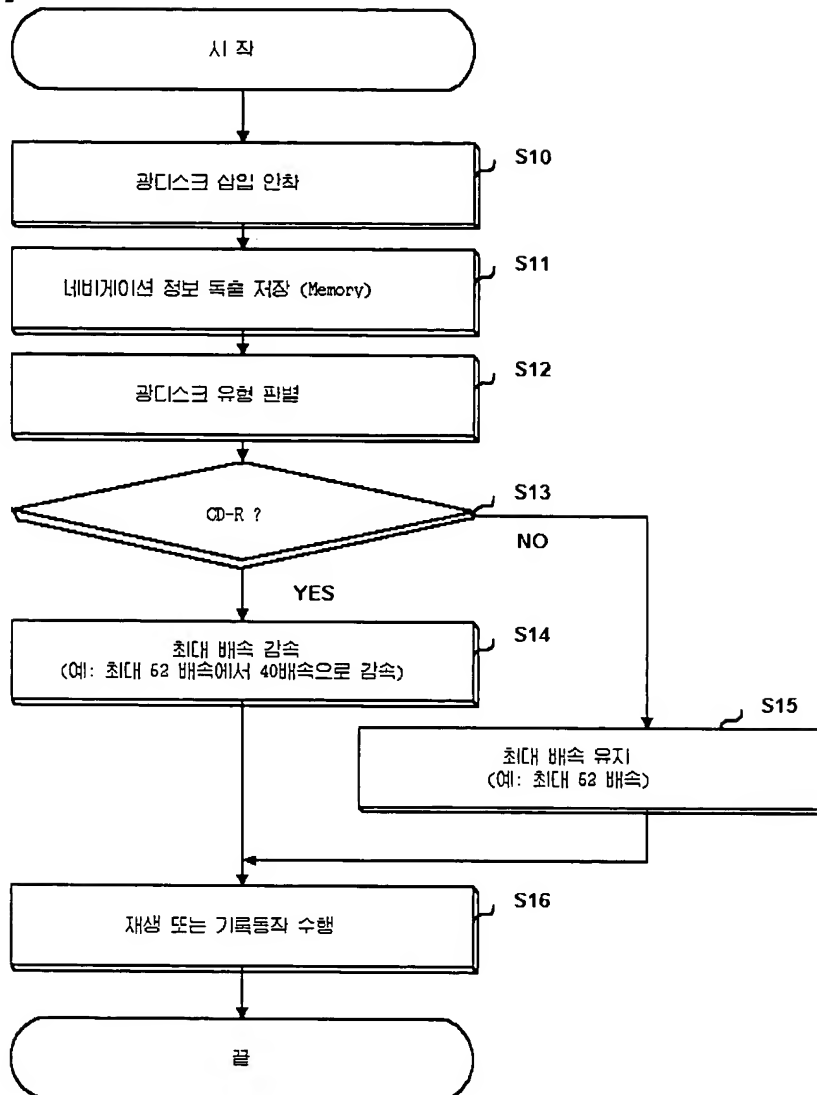 시 작
S10
광디스크 삽입 안착
S11
네비게이션 정보 독출 저장 (Memory)
S12
광디스크 유형 판별
S13
CD-R ?
NO
YES
S14
최대 배속 감속
(예: 최대 52 배속에서 40배속으로 감속)
S15
최대 배속 유지
(예: 최대 52 배속)
S16
재생 또는 기록동작 수행
끝